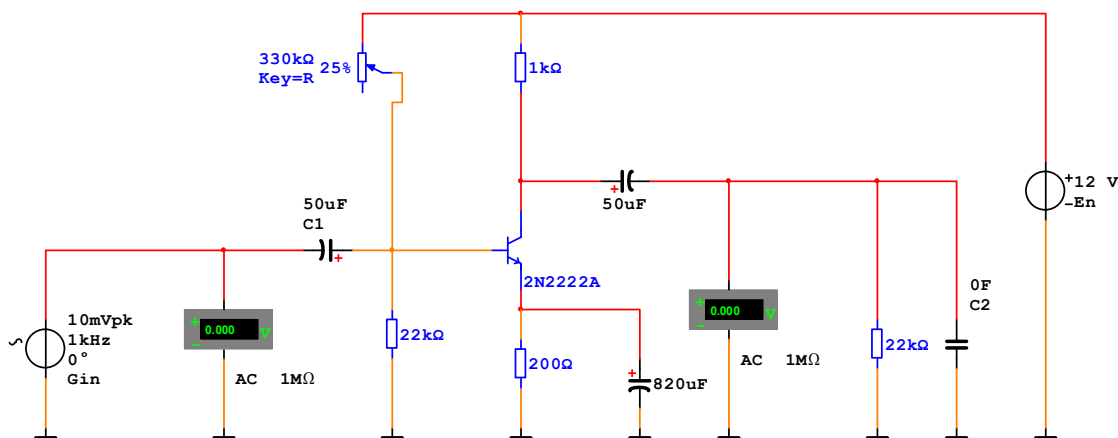 330kΩ
Key=R
25%
1kΩ
+12 V
−En
50uF
C1
+
+
50uF
2N2222A
0F
C2
10mVpk
1kHz
0°
Gin
+
0.000 V
−
AC 1MΩ
22kΩ
200Ω
+
820uF
+
0.000 V
−
AC 1MΩ
22kΩ